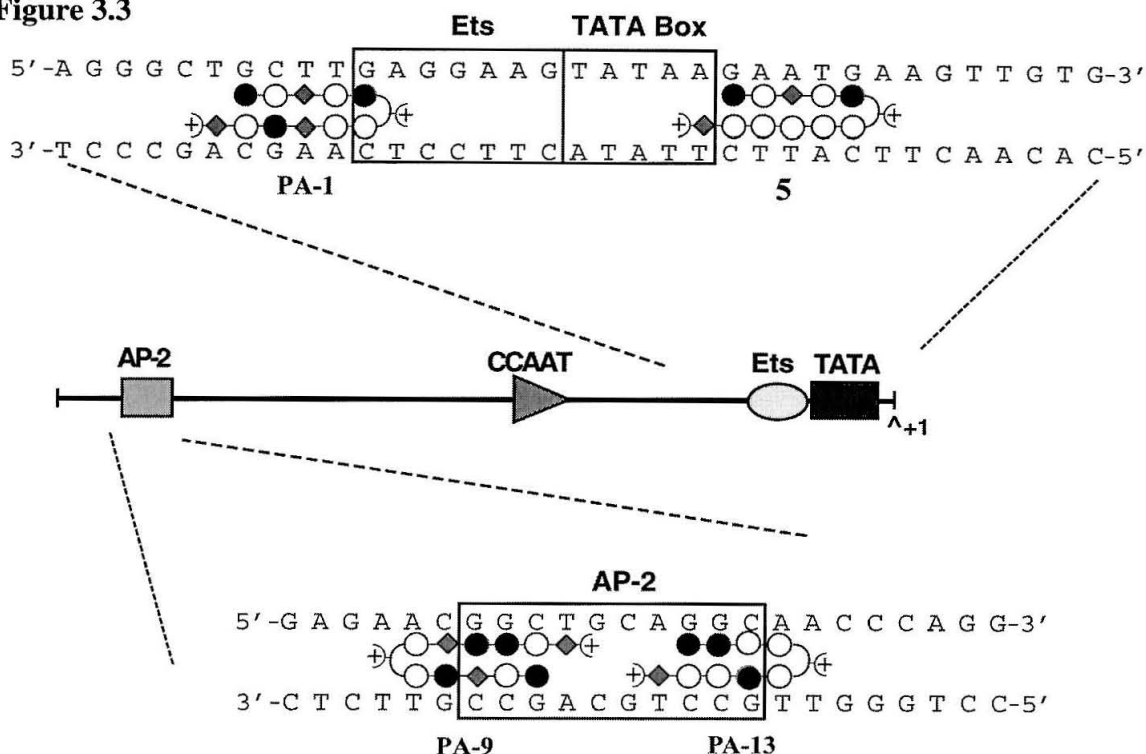 Figure 3.3
Ets TATA Box
5′-A G G G C T G C T T G A G G A A G T A T A A G A A T G A A G T T G T G-3′
+ +
+ +
3′-T C C C G A C G A A C T C C T T C A T A T T C T T A C T T C A A C A C-5′
PA-1 5
AP-2 CCAAT Ets TATA
^+1
AP-2
5′-G A G A A C G G C T G C A G G C A A C C C A G G-3′
+ +
+ +
3′-C T C T T G C C G A C G T C C G T T G G G T C C-5′
PA-9 PA-13